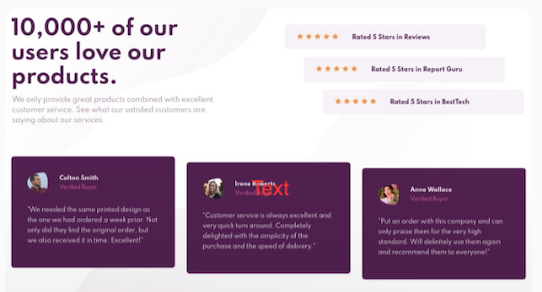 10,000+ of our
users love our
products.
We only provide great products combined with excellent
customer service. See what our satisfied customers are
saying about our services.
Rated 5 Stars in Reviews
Rated 5 Stars in Report Guru
Rated 5 Stars in BestTech
Colton Smith
Verified Buyer
"We needed the same printed design as
the one we had ordered a week prior. Not
only did they find the original order, but
we also received it in time. Excellent!"
Irene Roberts
Verified
Text
"Customer service is always excellent and
very quick turn around. Completely
delighted with the simplicity of the
purchase and the speed of delivery."
Anne Wallace
Verified Buyer
"Put an order with this company and can
only praise them for the very high
standard. Will definitely use them again
and recommend them to everyone!"